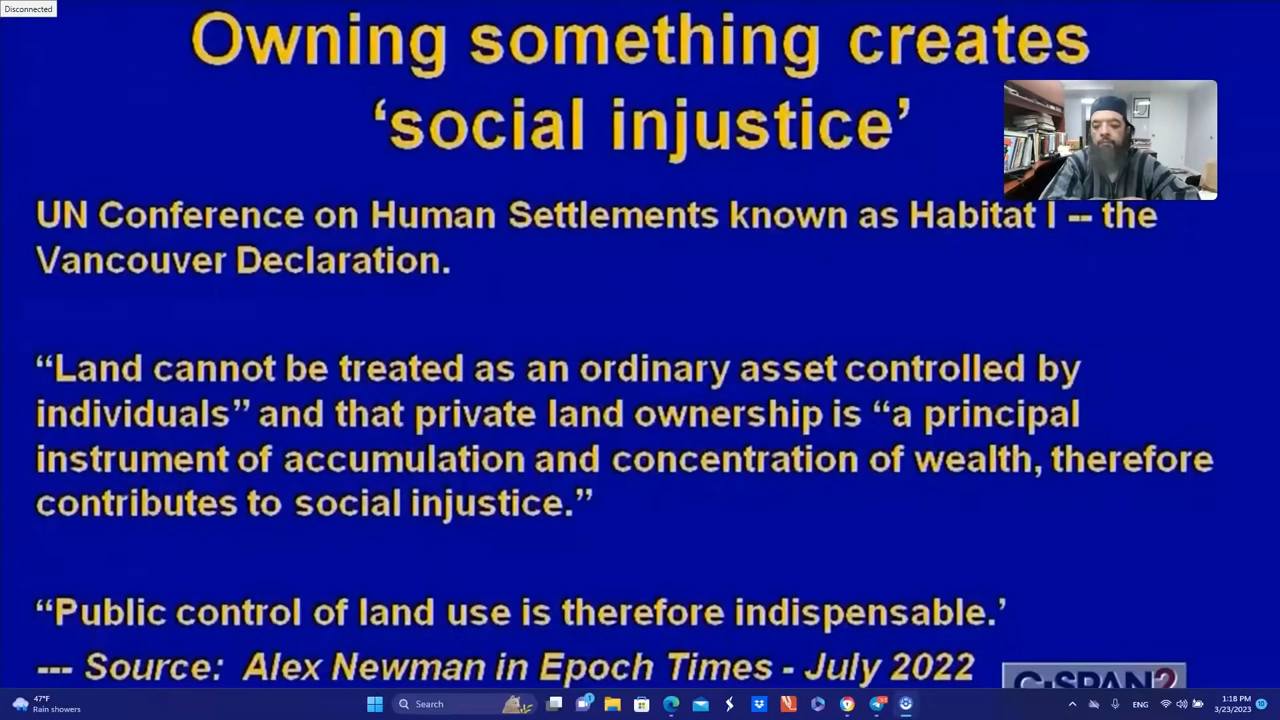 Disconnected
Owning something creates
‘social injustice’
UN Conference on Human Settlements known as Habitat I -- the
Vancouver Declaration.
“Land cannot be treated as an ordinary asset controlled by
individuals” and that private land ownership is “a principal
instrument of accumulation and concentration of wealth, therefore
contributes to social injustice.”
“Public control of land use is therefore indispensable.’
--- Source: Alex Newman in Epoch Times - July 2022
C-SPAN2
47°F
Rain showers
Search
ENG
1:18 PM
3/23/2023